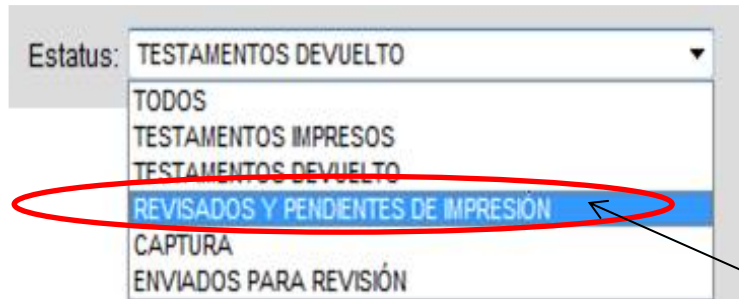 Estatus: TESTAMENTOS DEVUELTO
TODOS
TESTAMENTOS IMPRESOS
TESTAMENTOS DEVUELTO
REVISADOS Y PENDIENTES DE IMPRESIÓN
CAPTURA
ENVIADOS PARA REVISIÓN